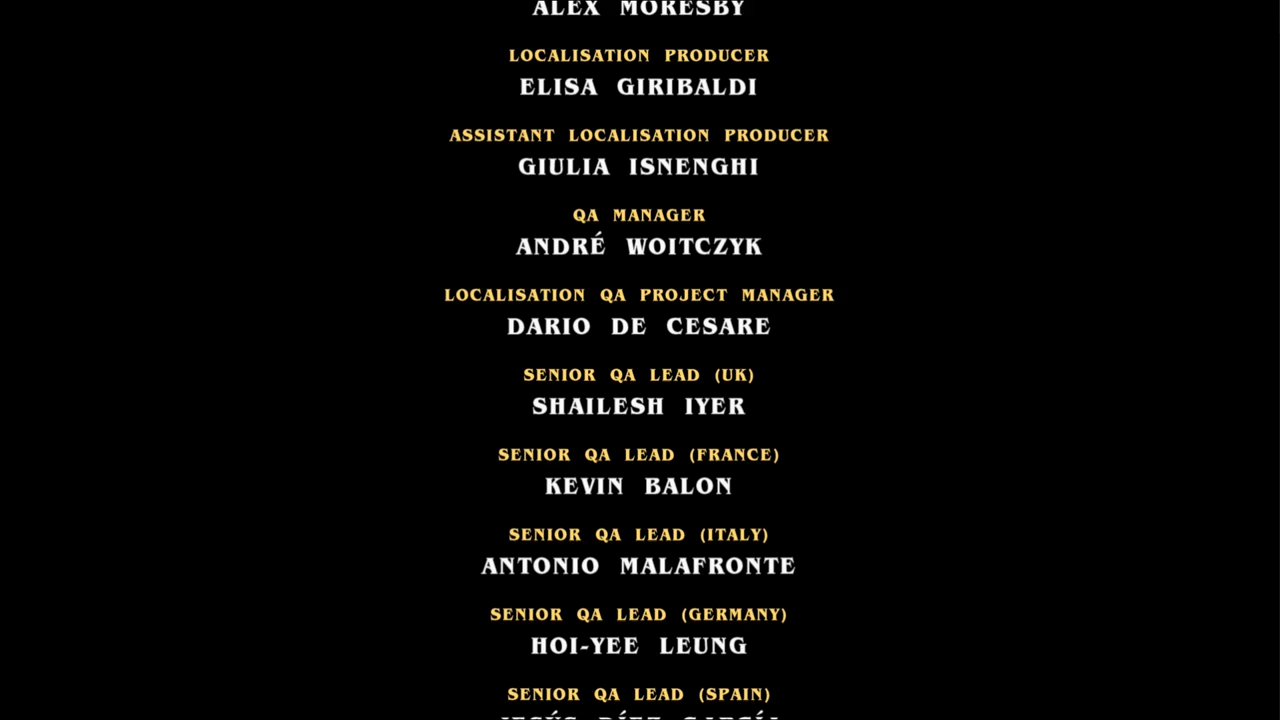 ALEX MORESBY
LOCALISATION PRODUCER
ELISA GIRIBALDI
ASSISTANT LOCALISATION PRODUCER
GIULIA ISNENGHI
QA MANAGER
ANDRÉ WOITCZYK
LOCALISATION QA PROJECT MANAGER
DARIO DE CESARE
SENIOR QA LEAD (UK)
SHAILESH IYER
SENIOR QA LEAD (FRANCE)
KEVIN BALON
SENIOR QA LEAD (ITALY)
ANTONIO MALAFRONTE
SENIOR QA LEAD (GERMANY)
HOI-YEE LEUNG
SENIOR QA LEAD (SPAIN)